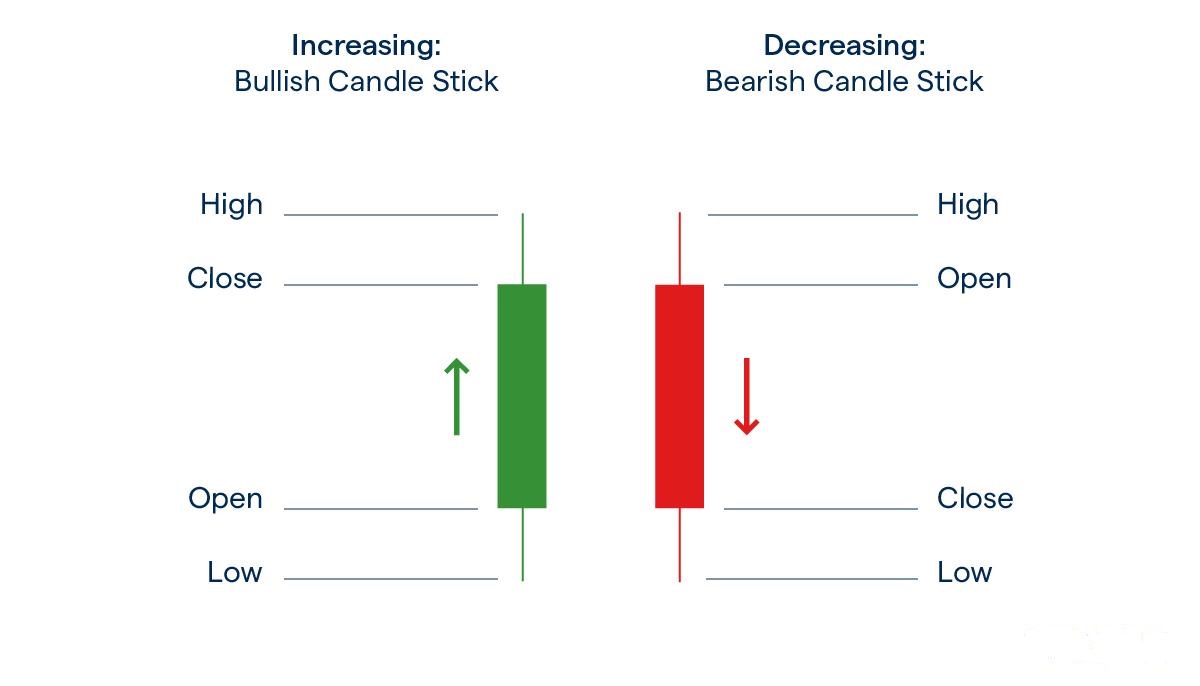 Increasing:
Bullish Candle Stick
Decreasing:
Bearish Candle Stick
High
Close
Open
Low
High
Open
Close
Low